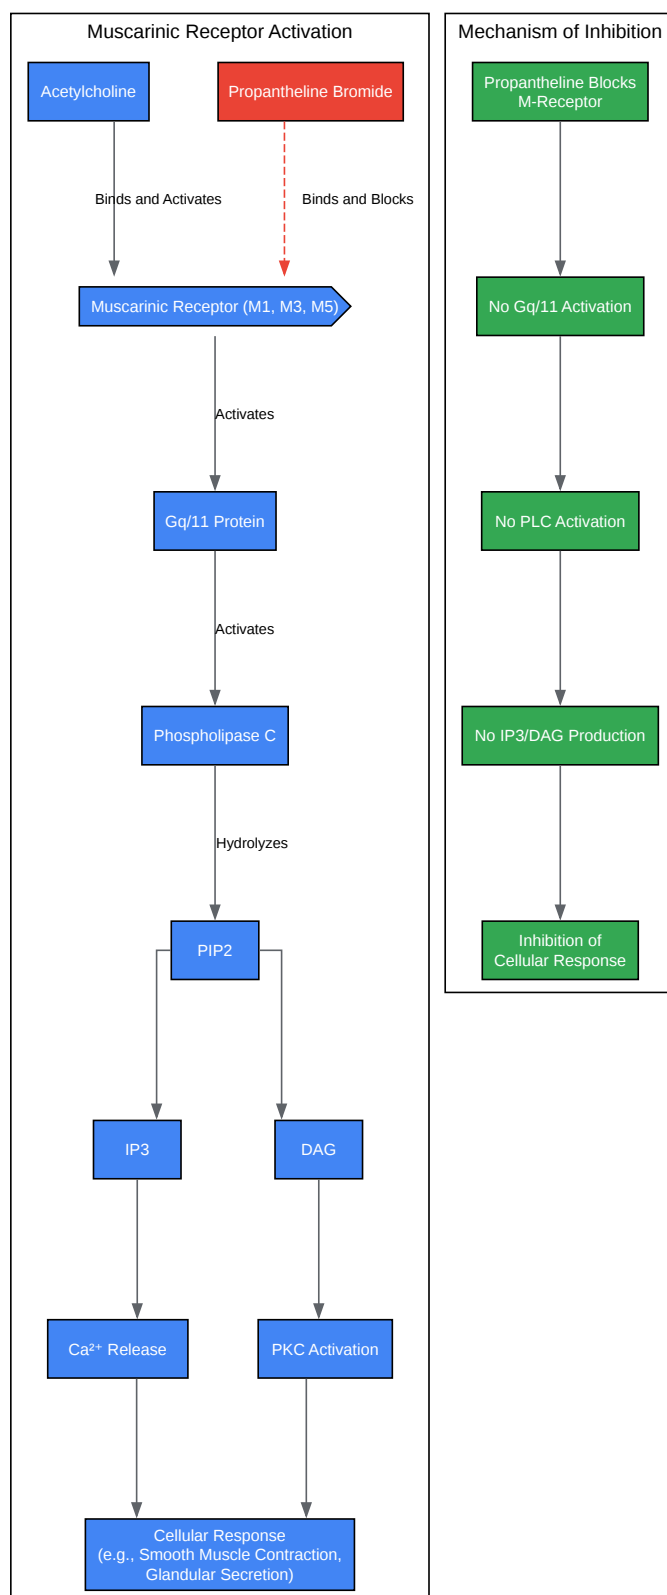 Muscarinic Receptor Activation
Acetylcholine
Propantheline Bromide
Binds and Activates
Binds and Blocks
Muscarinic Receptor (M1, M3, M5)
Activates
Gq/11 Protein
Activates
Phospholipase C
Hydrolyzes
PIP2
IP3
DAG
Ca²⁺ Release
PKC Activation
Cellular Response
(e.g., Smooth Muscle Contraction,
Glandular Secretion)
Mechanism of Inhibition
Propantheline Blocks
M-Receptor
No Gq/11 Activation
No PLC Activation
No IP3/DAG Production
Inhibition of
Cellular Response